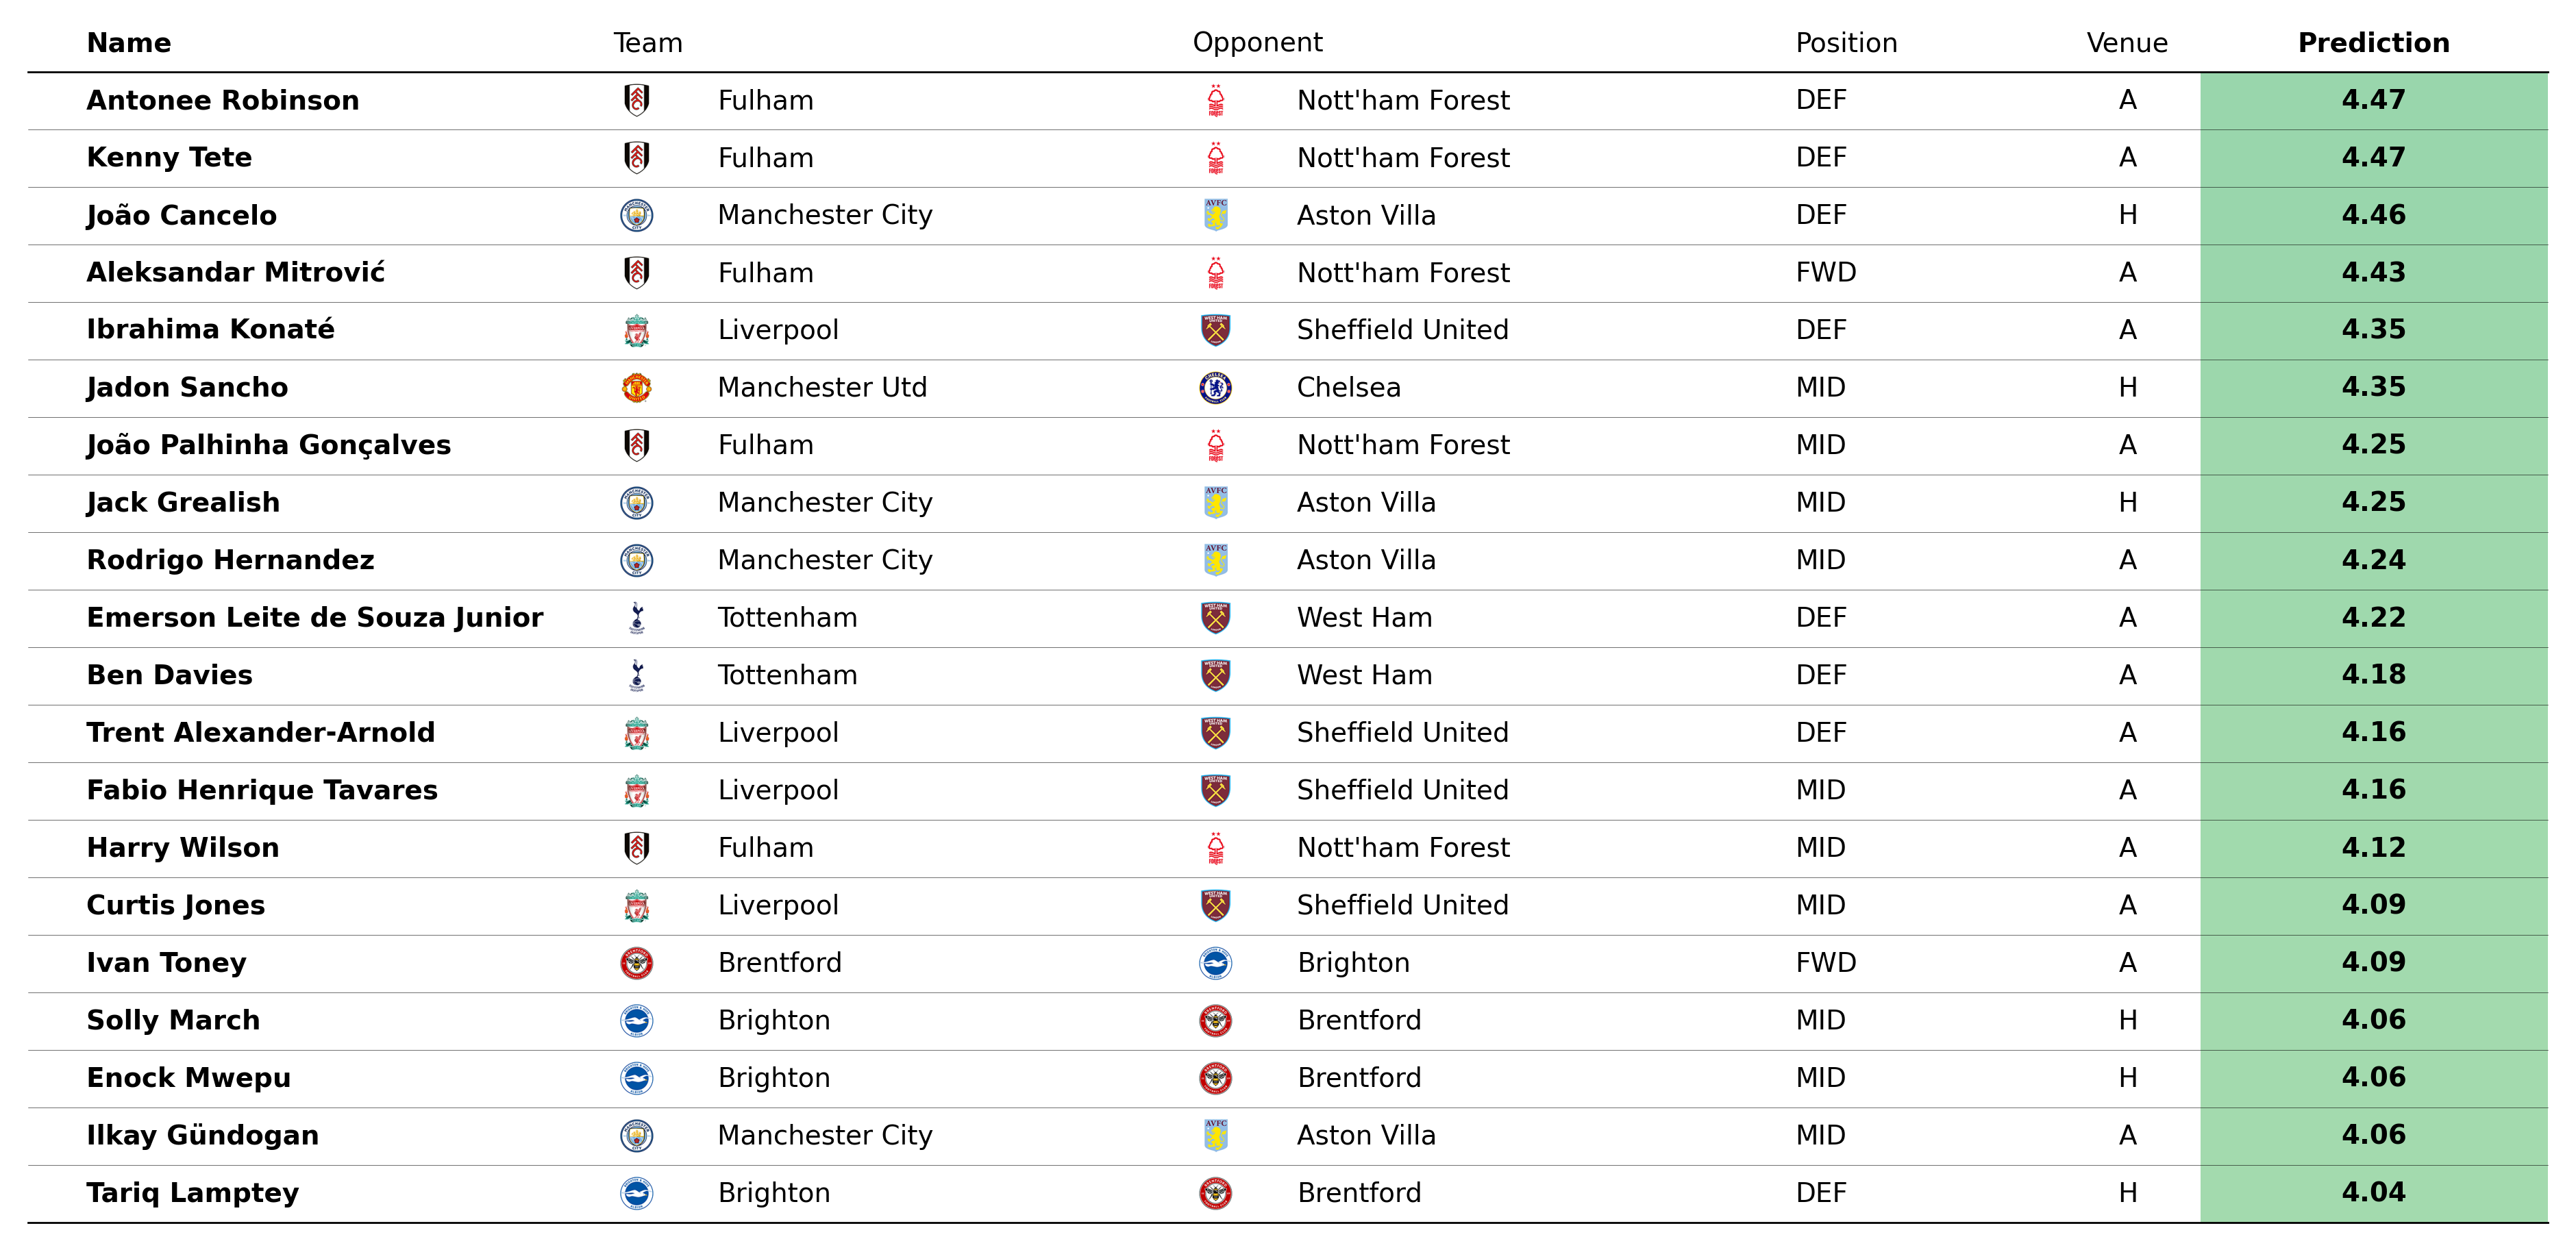 Name Team Opponent Position Venue Prediction
Antonee Robinson Fulham Nott'ham Forest DEF A 4.47
Kenny Tete Fulham Nott'ham Forest DEF A 4.47
João Cancelo Manchester City Aston Villa DEF H 4.46
Aleksandar Mitrović Fulham Nott'ham Forest FWD A 4.43
Ibrahima Konaté Liverpool Sheffield United DEF A 4.35
Jadon Sancho Manchester Utd Chelsea MID H 4.35
João Palhinha Gonçalves Fulham Nott'ham Forest MID A 4.25
Jack Grealish Manchester City Aston Villa MID H 4.25
Rodrigo Hernandez Manchester City Aston Villa MID A 4.24
Emerson Leite de Souza Junior Tottenham West Ham DEF A 4.22
Ben Davies Tottenham West Ham DEF A 4.18
Trent Alexander-Arnold Liverpool Sheffield United DEF A 4.16
Fabio Henrique Tavares Liverpool Sheffield United MID A 4.16
Harry Wilson Fulham Nott'ham Forest MID A 4.12
Curtis Jones Liverpool Sheffield United MID A 4.09
Ivan Toney Brentford Brighton FWD A 4.09
Solly March Brighton Brentford MID H 4.06
Enock Mwepu Brighton Brentford MID H 4.06
Ilkay Gündogan Manchester City Aston Villa MID A 4.06
Tariq Lamptey Brighton Brentford DEF H 4.04